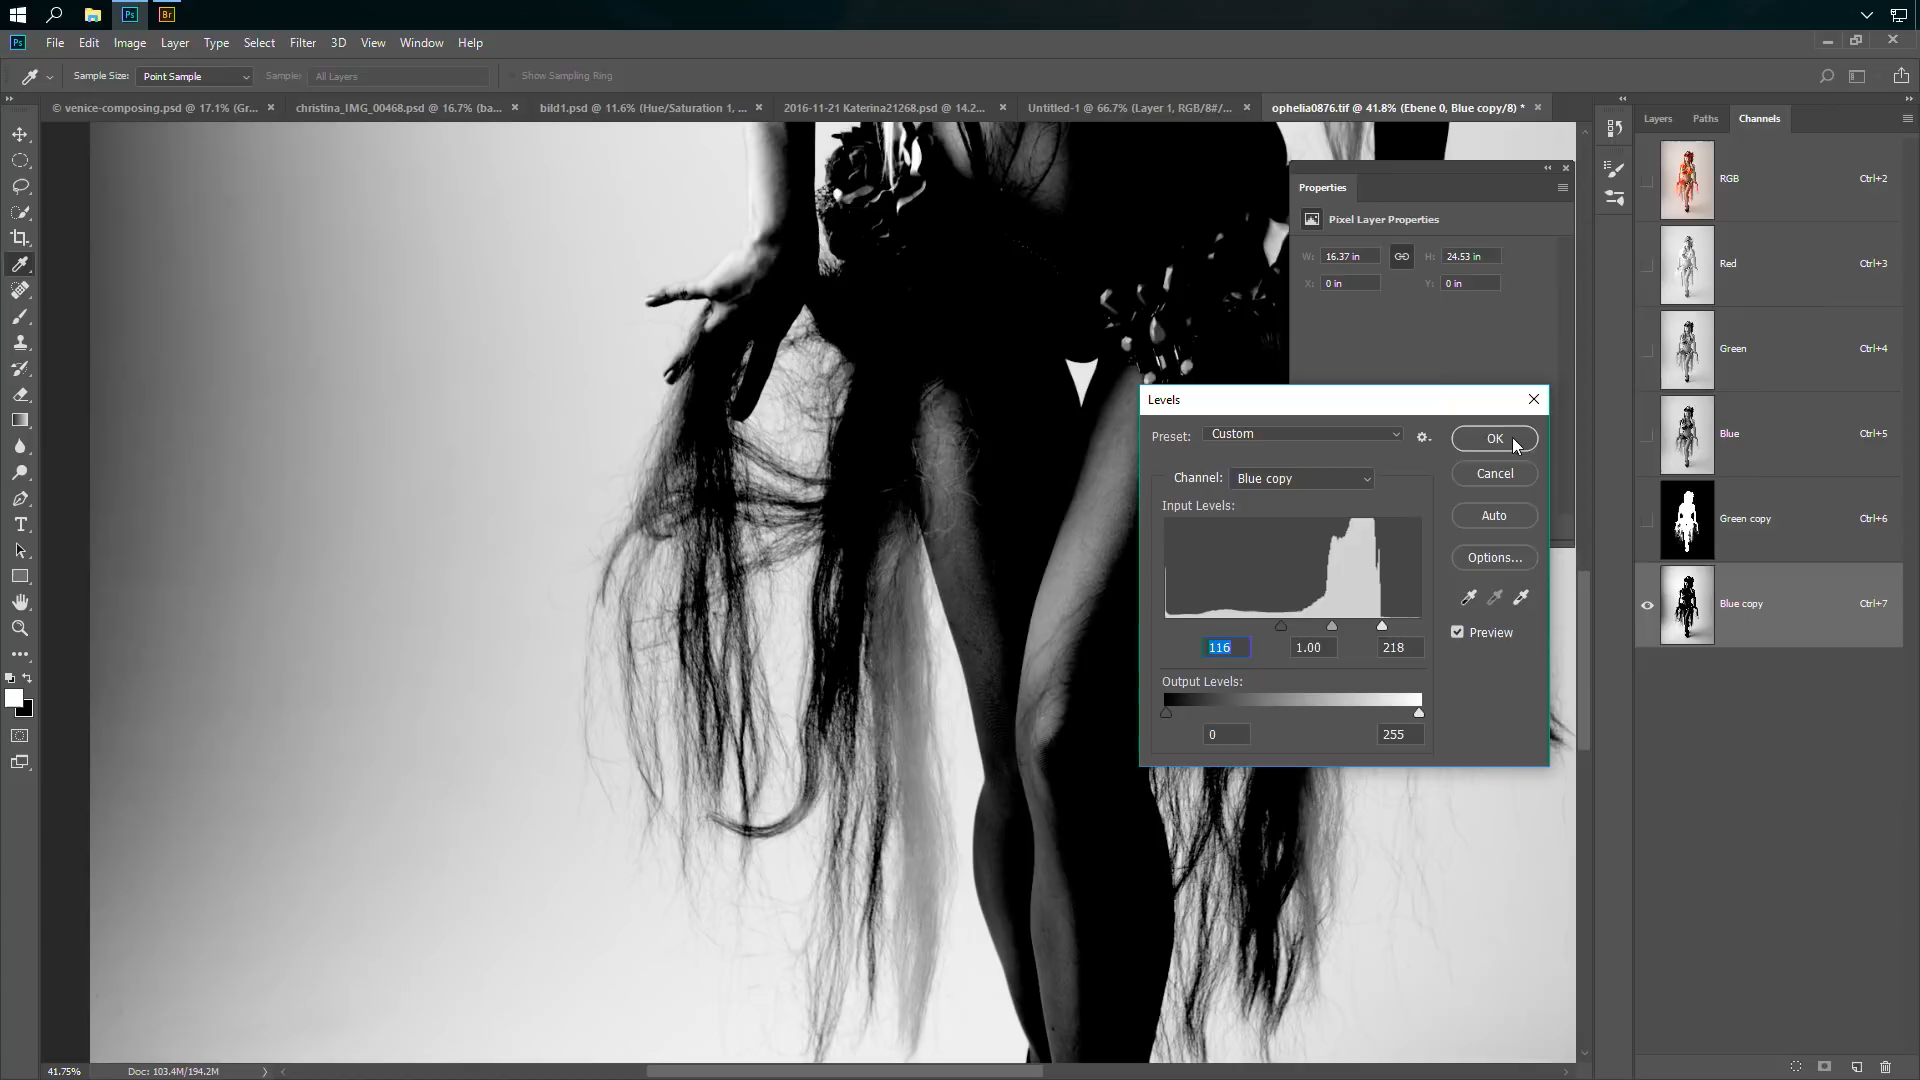 Ps
Br
Ps
File Edit Image Layer Type Select Filter 3D View Window Help
Sample Size: Point Sample Sample: All Layers Show Sampling Ring
© venice-composing.psd @ 17.1% (Gr...
christina_IMG_00468.psd @ 16.7% (ba...
bild1.psd @ 11.6% (Hue/Saturation 1, ...
2016-11-21 Katerina21268.psd @ 14.2...
Untitled-1 @ 66.7% (Layer 1, RGB/8#/...
ophelia0876.tif @ 41.8% (Ebene 0, Blue copy/8) *
Layers Paths Channels
RGB Ctrl+2
Red Ctrl+3
Green Ctrl+4
Blue Ctrl+5
Green copy Ctrl+6
Blue copy Ctrl+7
Properties
Pixel Layer Properties
W: 16.37 in H: 24.53 in
X: 0 in Y: 0 in
Levels
Preset: Custom
OK
Channel: Blue copy
Cancel
Input Levels:
Auto
Options...
Preview
116 1.00 218
Output Levels:
0 255
41.75% Doc: 103.4M/194.2M